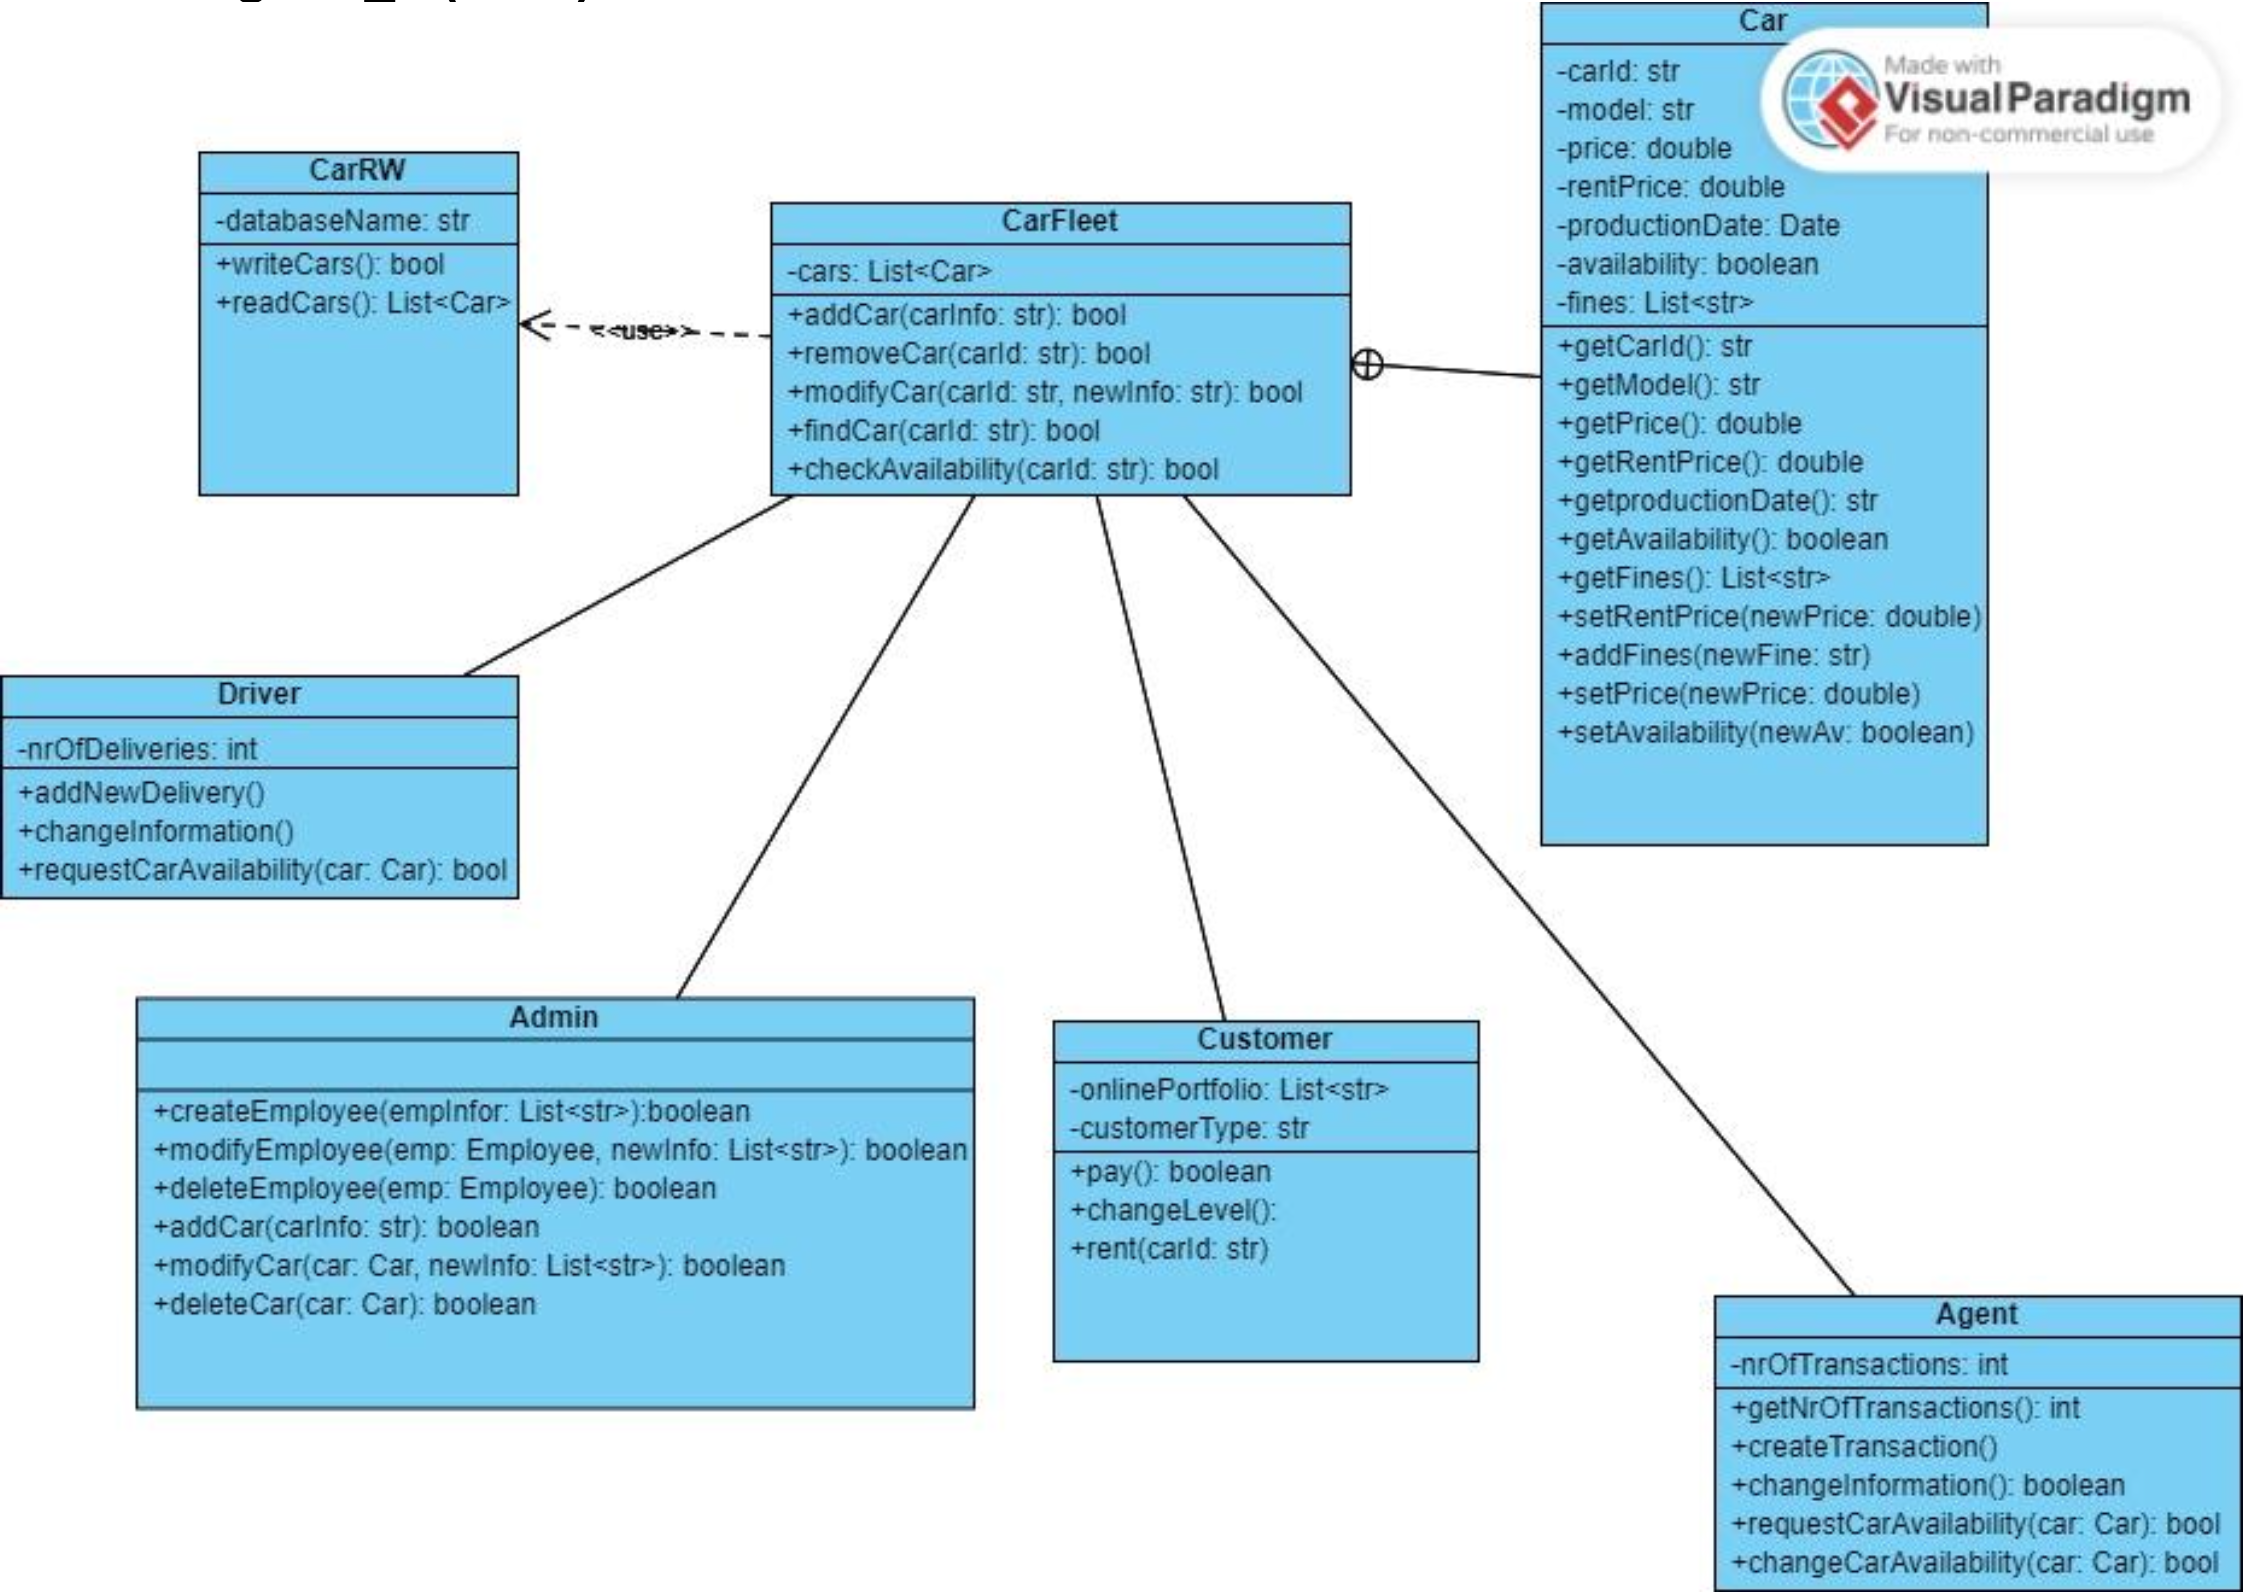 Car
-carId: str
-model: str
-price: double
-rentPrice: double
-productionDate: Date
-availability: boolean
-fines: List<str>
+getCarId(): str
+getModel(): str
+getPrice(): double
+getRentPrice(): double
+getproductionDate(): str
+getAvailability(): boolean
+getFines(): List<str>
+setRentPrice(newPrice: double)
+addFines(newFine: str)
+setPrice(newPrice: double)
+setAvailability(newAv: boolean)
Made with
Visual Paradigm
For non-commercial use
CarRW
-databaseName: str
+writeCars(): bool
+readCars(): List<Car>
<<use>>
CarFleet
-cars: List<Car>
+addCar(carInfo: str): bool
+removeCar(carId: str): bool
+modifyCar(carId: str, newInfo: str): bool
+findCar(carId: str): bool
+checkAvailability(carId: str): bool
Driver
-nrOfDeliveries: int
+addNewDelivery()
+changeInformation()
+requestCarAvailability(car: Car): bool
Admin
+createEmployee(empInfor: List<str>):boolean
+modifyEmployee(emp: Employee, newInfo: List<str>): boolean
+deleteEmployee(emp: Employee): boolean
+addCar(carInfo: str): boolean
+modifyCar(car: Car, newInfo: List<str>): boolean
+deleteCar(car: Car): boolean
Customer
-onlinePortfolio: List<str>
-customerType: str
+pay(): boolean
+changeLevel():
+rent(carId: str)
Agent
-nrOfTransactions: int
+getNrOfTransactions(): int
+createTransaction()
+changeInformation(): boolean
+requestCarAvailability(car: Car): bool
+changeCarAvailability(car: Car): bool